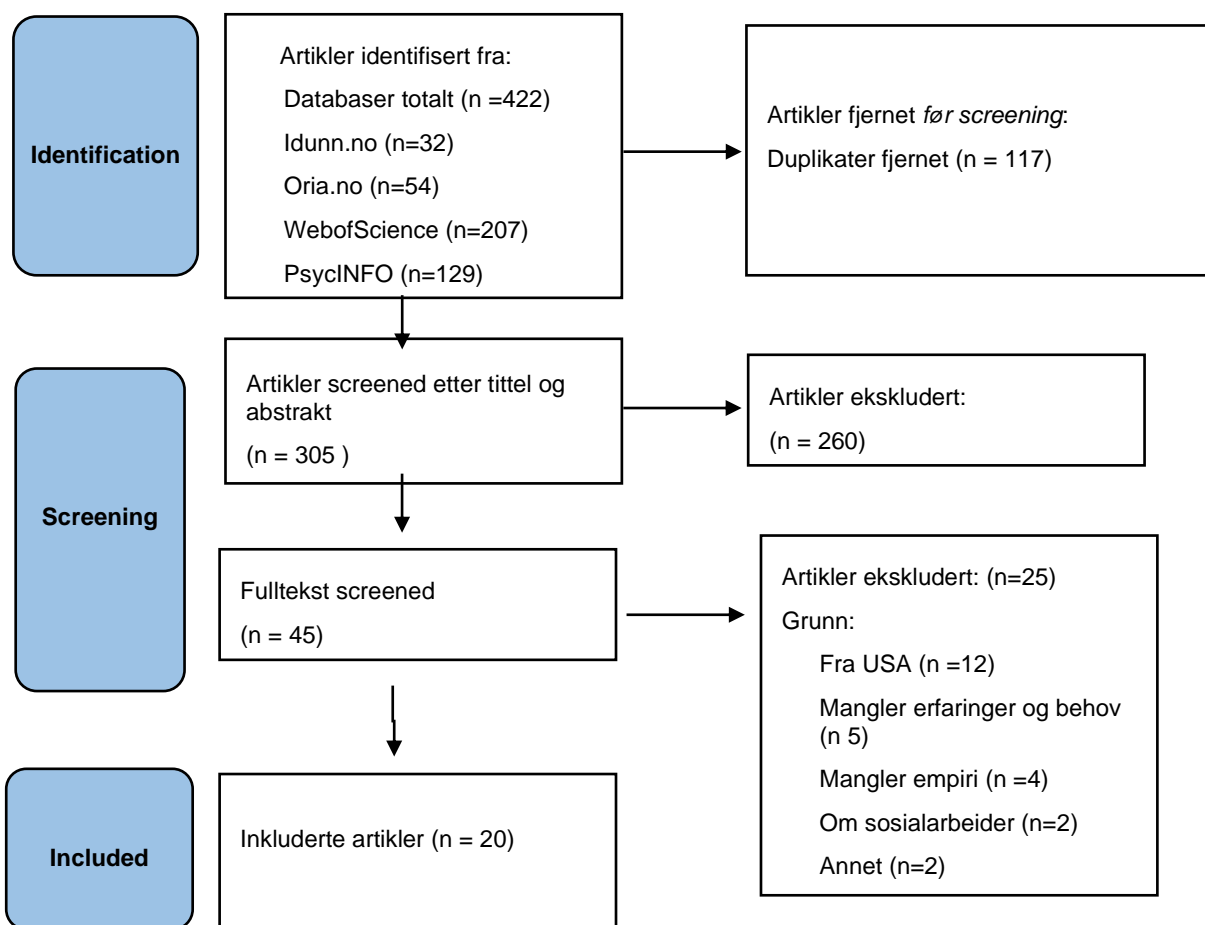 Identification
Artikler identifisert fra:
Databaser totalt (n =422)
Idunn.no (n=32)
Oria.no (n=54)
WebofScience (n=207)
PsycINFO (n=129)
Artikler fjernet før screening:
Duplikater fjernet (n = 117)
Screening
Artikler screened etter tittel og
abstrakt
(n = 305 )
Artikler ekskludert:
(n = 260)
Fulltekst screened
(n = 45)
Artikler ekskludert: (n=25)
Grunn:
Fra USA (n =12)
Mangler erfaringer og behov
(n 5)
Mangler empiri (n =4)
Om sosialarbeider (n=2)
Annet (n=2)
Included
Inkluderte artikler (n = 20)